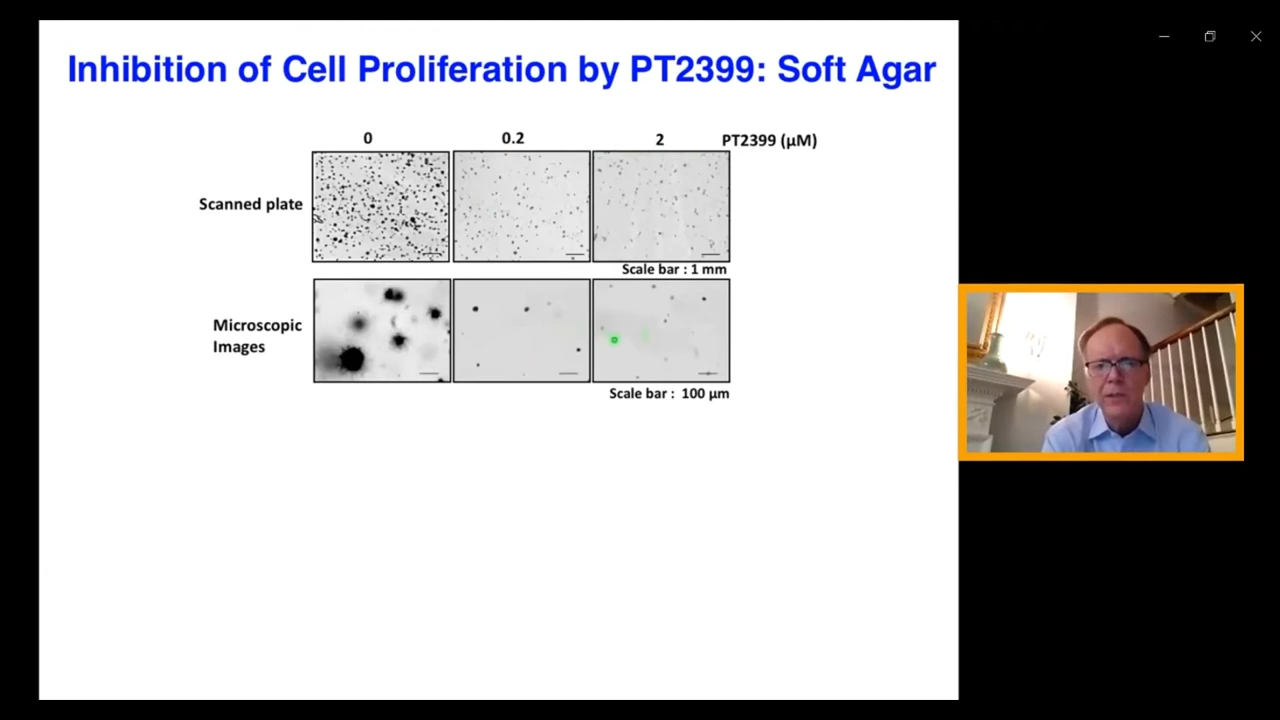 Inhibition of Cell Proliferation by PT2399: Soft Agar
0 0.2 2 PT2399 (µM)
Scanned plate
Scale bar : 1 mm
Microscopic
Images
Scale bar : 100 µm